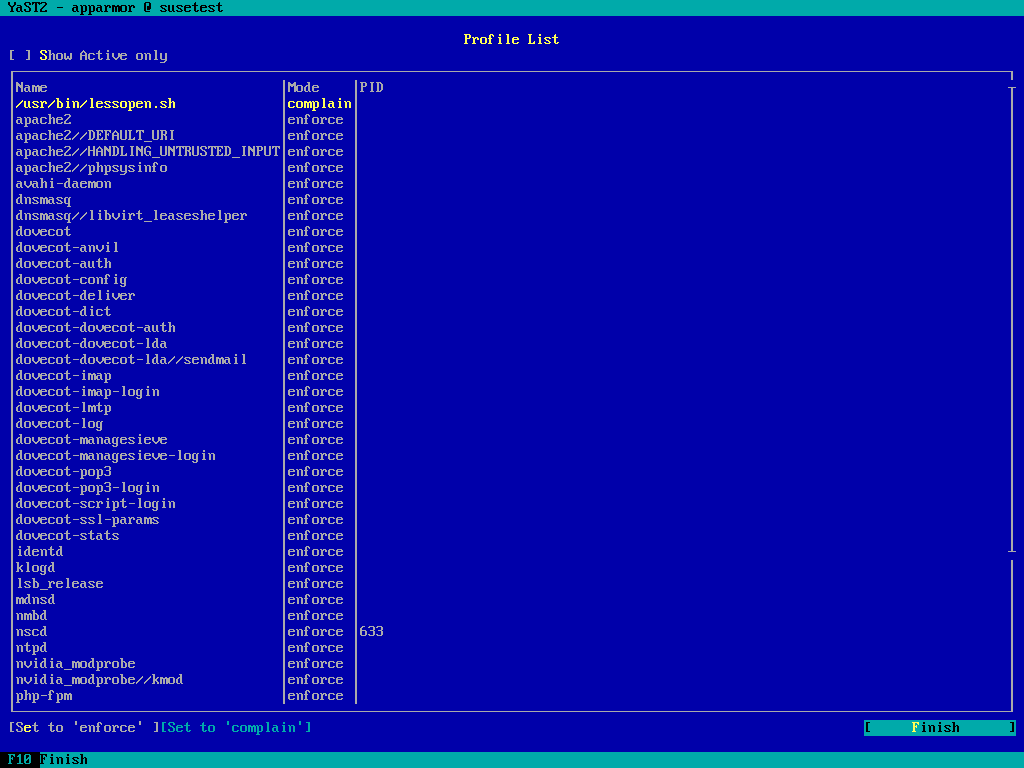 YaST2 - apparmor @ susetest
Profile List
[ ] Show Active only
Name Mode PID
/usr/bin/lessopen.sh complain
apache2 enforce
apache2//DEFAULT_URI enforce
apache2//HANDLING_UNTRUSTED_INPUT enforce
apache2//phpsysinfo enforce
avahi-daemon enforce
dnsmasq enforce
dnsmasq//libvirt_leaseshelper enforce
dovecot enforce
dovecot-anvil enforce
dovecot-auth enforce
dovecot-config enforce
dovecot-deliver enforce
dovecot-dict enforce
dovecot-dovecot-auth enforce
dovecot-dovecot-lda enforce
dovecot-dovecot-lda//sendmail enforce
dovecot-imap enforce
dovecot-imap-login enforce
dovecot-lmtp enforce
dovecot-log enforce
dovecot-managesieve enforce
dovecot-managesieve-login enforce
dovecot-pop3 enforce
dovecot-pop3-login enforce
dovecot-script-login enforce
dovecot-ssl-params enforce
dovecot-stats enforce
identd enforce
klogd enforce
lsb_release enforce
mdnsd enforce
nmbd enforce
nscd enforce 633
ntpd enforce
nvidia_modprobe enforce
nvidia_modprobe//kmod enforce
php-fpm enforce
[Set to 'enforce' ][Set to 'complain'] [ Finish ]
F10 Finish